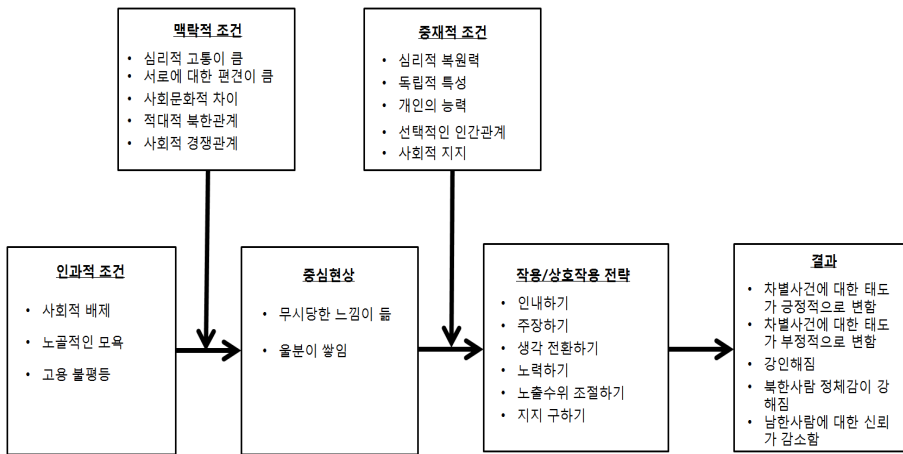 맥락적 조건
• 심리적 고통이 큼
• 서로에 대한 편견이 큼
• 사회문화적 차이
• 적대적 북한관계
• 사회적 경쟁관계
중재적 조건
• 심리적 복원력
• 독립적 특성
• 개인의 능력
• 선택적인 인간관계
• 사회적 지지
인과적 조건
• 사회적 배제
• 노골적인 모욕
• 고용 불평등
중심현상
• 무시당한 느낌이 듦
• 울분이 쌓임
작용/상호작용 전략
• 인내하기
• 주장하기
• 생각 전환하기
• 노력하기
• 노출수위 조절하기
• 지지 구하기
결과
• 차별사건에 대한 태도
가 긍정적으로 변함
• 차별사건에 대한 태도
가 부정적으로 변함
• 강인해짐
• 북한사람 정체감이 강
해짐
• 남한사람에 대한 신뢰
가 감소함